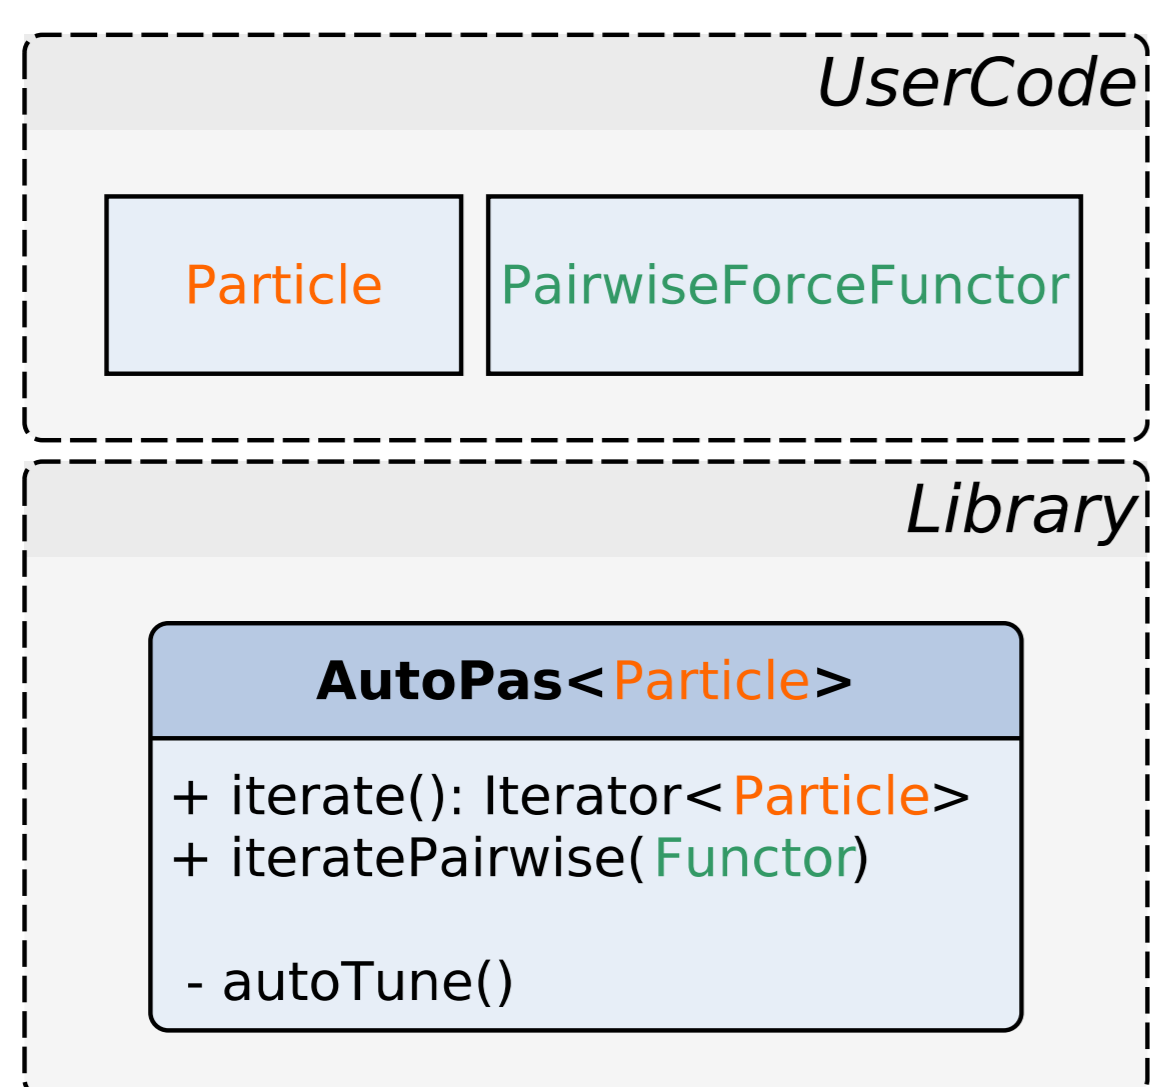 UserCode
Particle
PairwiseForceFunctor
Library
AutoPas<Particle>
+ iterate(): Iterator<Particle>
+ iteratePairwise(Functor)
- autoTune()